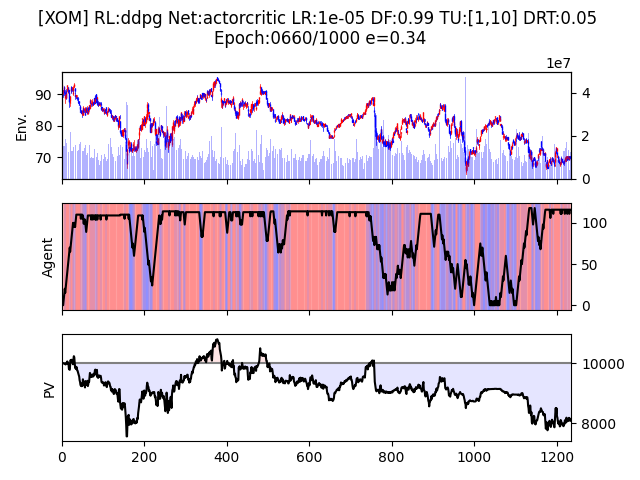 [XOM] RL:ddpg Net:actorcritic LR:1e-05 DF:0.99 TU:[1,10] DRT:0.05
Epoch:0660/1000 e=0.34
1e7
Env.
90
80
70
4
2
0
Agent
100
50
0
PV
10000
8000
0 200 400 600 800 1000 1200